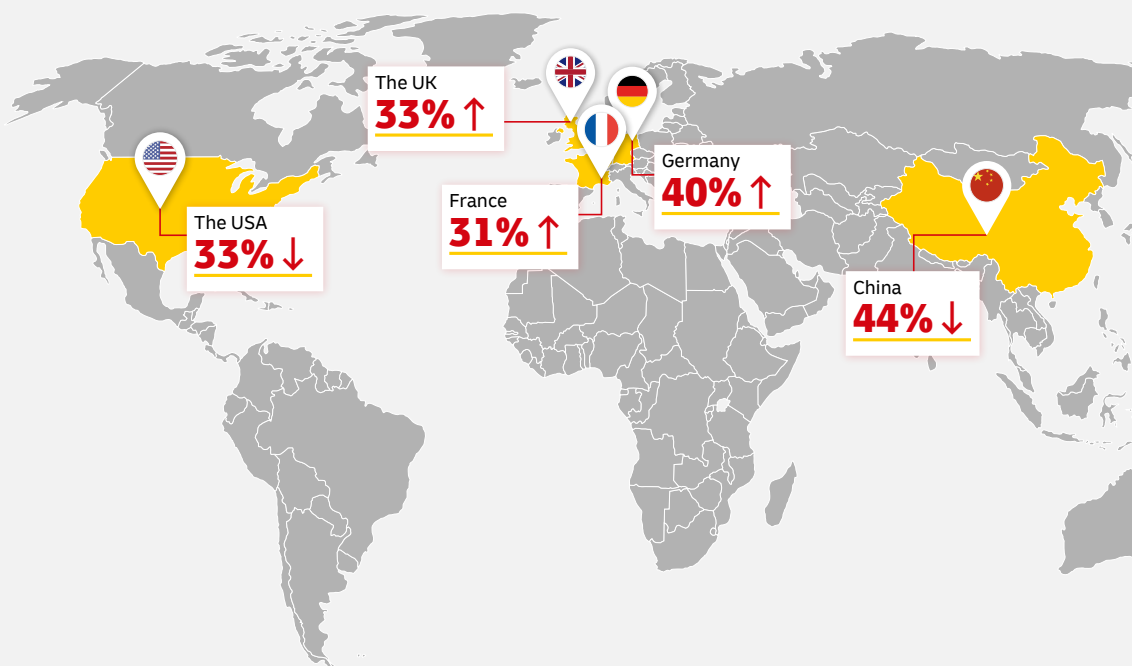 The UK
33% ↑
Germany
40% ↑
France
31% ↑
The USA
33% ↓
China
44% ↓